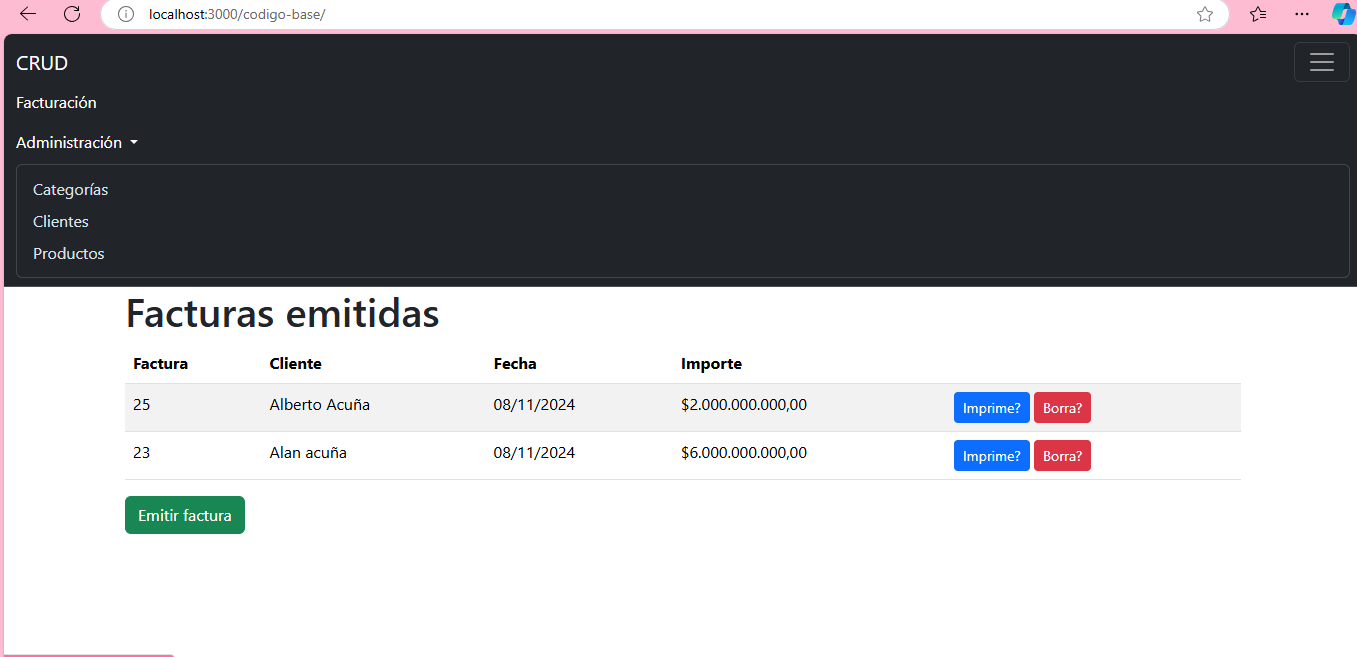 localhost:3000/codigo-base/
CRUD
Facturación
Administración
Categorías
Clientes
Productos
Facturas emitidas
Factura Cliente Fecha Importe
25 Alberto Acuña 08/11/2024 $2.000.000.000,00 Imprime? Borra?
23 Alan acuña 08/11/2024 $6.000.000.000,00 Imprime? Borra?
Emitir factura